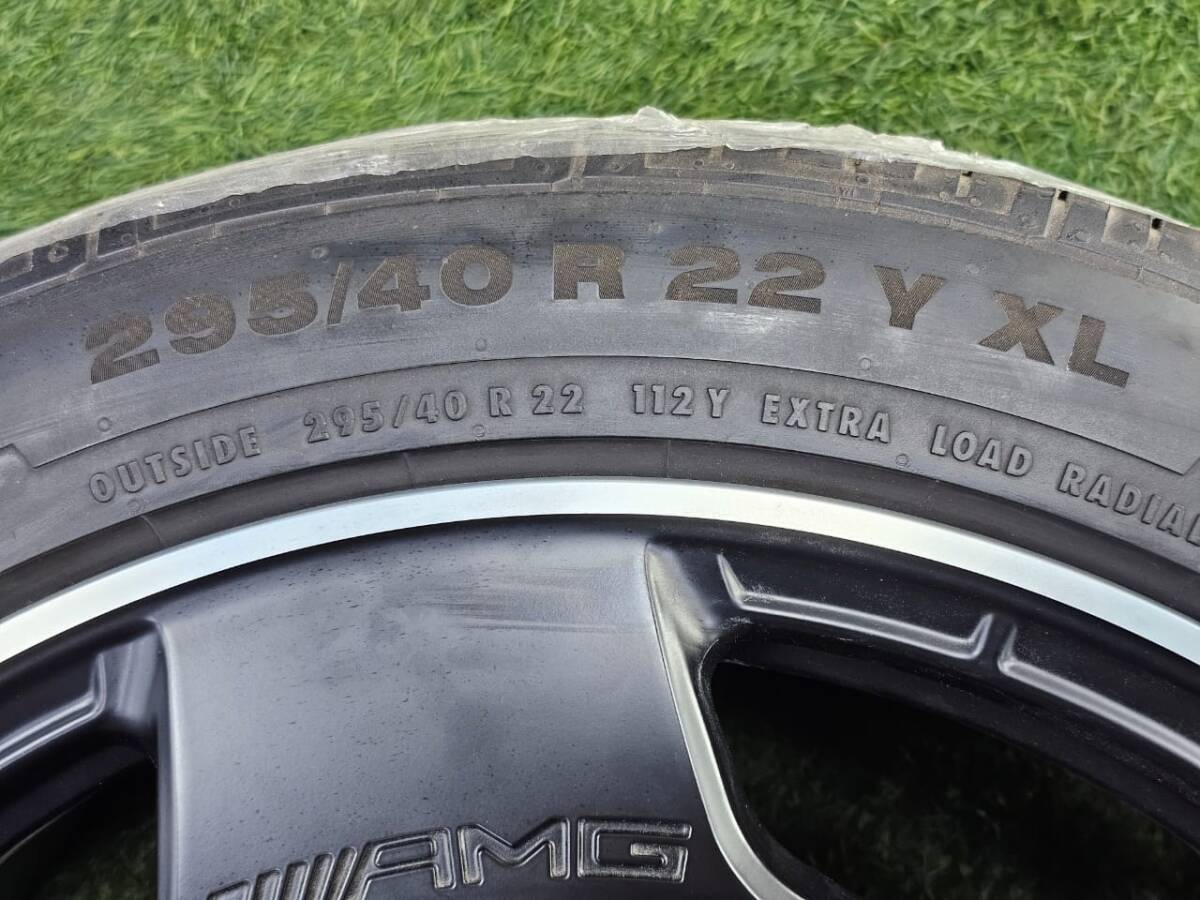 295/40 R 22 Y XL
OUTSIDE 295/40 R 22 112Y EXTRA LOAD RADIAL
AMG